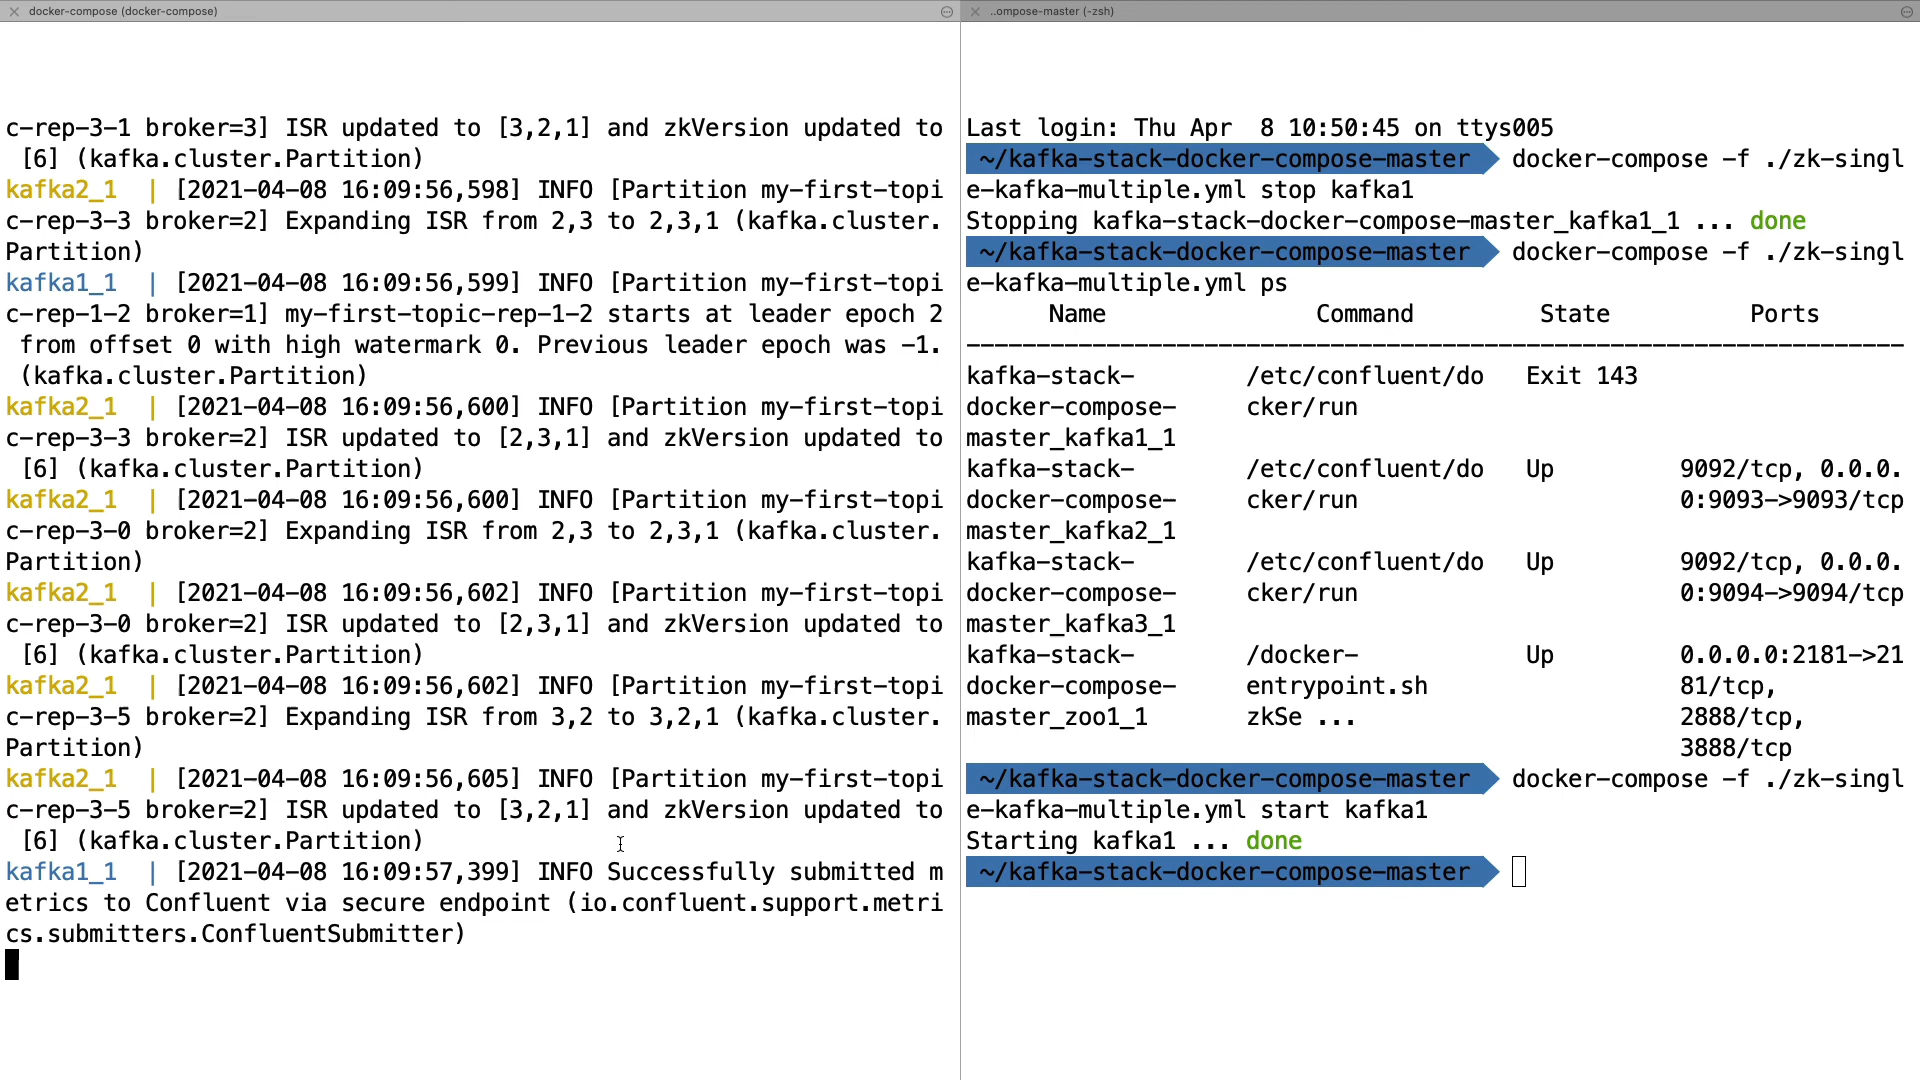 docker-compose (docker-compose)
c-rep-3-1 broker=3] ISR updated to [3,2,1] and zkVersion updated to
[6] (kafka.cluster.Partition)
kafka2_1  | [2021-04-08 16:09:56,598] INFO [Partition my-first-topi
c-rep-3-3 broker=2] Expanding ISR from 2,3 to 2,3,1 (kafka.cluster.
Partition)
kafka1_1  | [2021-04-08 16:09:56,599] INFO [Partition my-first-topi
c-rep-1-2 broker=1] my-first-topic-rep-1-2 starts at leader epoch 2
from offset 0 with high watermark 0. Previous leader epoch was -1.
(kafka.cluster.Partition)
kafka2_1  | [2021-04-08 16:09:56,600] INFO [Partition my-first-topi
c-rep-3-3 broker=2] ISR updated to [2,3,1] and zkVersion updated to
[6] (kafka.cluster.Partition)
kafka2_1  | [2021-04-08 16:09:56,600] INFO [Partition my-first-topi
c-rep-3-0 broker=2] Expanding ISR from 2,3 to 2,3,1 (kafka.cluster.
Partition)
kafka2_1  | [2021-04-08 16:09:56,602] INFO [Partition my-first-topi
c-rep-3-0 broker=2] ISR updated to [2,3,1] and zkVersion updated to
[6] (kafka.cluster.Partition)
kafka2_1  | [2021-04-08 16:09:56,602] INFO [Partition my-first-topi
c-rep-3-5 broker=2] Expanding ISR from 3,2 to 3,2,1 (kafka.cluster.
Partition)
kafka2_1  | [2021-04-08 16:09:56,605] INFO [Partition my-first-topi
c-rep-3-5 broker=2] ISR updated to [3,2,1] and zkVersion updated to
[6] (kafka.cluster.Partition)
kafka1_1  | [2021-04-08 16:09:57,399] INFO Successfully submitted m
etrics to Confluent via secure endpoint (io.confluent.support.metri
cs.submitters.ConfluentSubmitter)
..ompose-master (-zsh)
Last login: Thu Apr  8 10:50:45 on ttys005
~/kafka-stack-docker-compose-master docker-compose -f ./zk-singl
e-kafka-multiple.yml stop kafka1
Stopping kafka-stack-docker-compose-master_kafka1_1 ... done
~/kafka-stack-docker-compose-master docker-compose -f ./zk-singl
e-kafka-multiple.yml ps
Name Command State Ports
-------------------------------------------------------------------
kafka-stack- /etc/confluent/do Exit 143
docker-compose- cker/run
master_kafka1_1
kafka-stack- /etc/confluent/do Up 9092/tcp, 0.0.0.
docker-compose- cker/run 0:9093->9093/tcp
master_kafka2_1
kafka-stack- /etc/confluent/do Up 9092/tcp, 0.0.0.
docker-compose- cker/run 0:9094->9094/tcp
master_kafka3_1
kafka-stack- /docker- Up 0.0.0.0:2181->21
docker-compose- entrypoint.sh 81/tcp,
master_zoo1_1 zkSe ... 2888/tcp,
3888/tcp
~/kafka-stack-docker-compose-master docker-compose -f ./zk-singl
e-kafka-multiple.yml start kafka1
Starting kafka1 ... done
~/kafka-stack-docker-compose-master